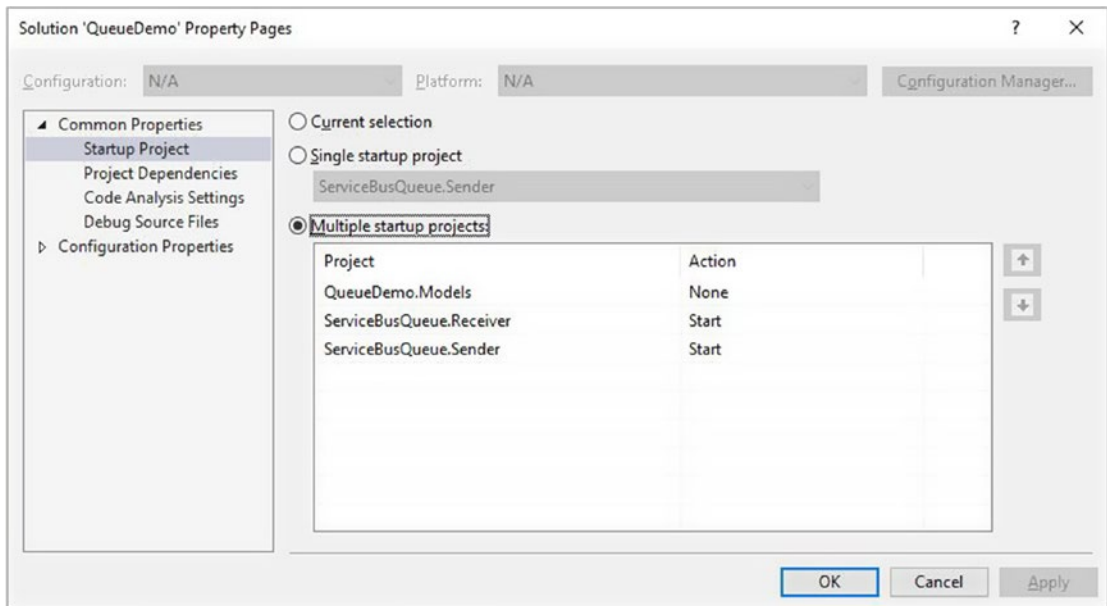 Solution 'QueueDemo' Property Pages ? ✕
Configuration: N/A Platform: N/A Configuration Manager...
Common Properties
Startup Project
Project Dependencies
Code Analysis Settings
Debug Source Files
Configuration Properties
Current selection
Single startup project
ServiceBusQueue.Sender
Multiple startup projects:
Project Action
QueueDemo.Models None
ServiceBusQueue.Receiver Start
ServiceBusQueue.Sender Start
OK Cancel Apply